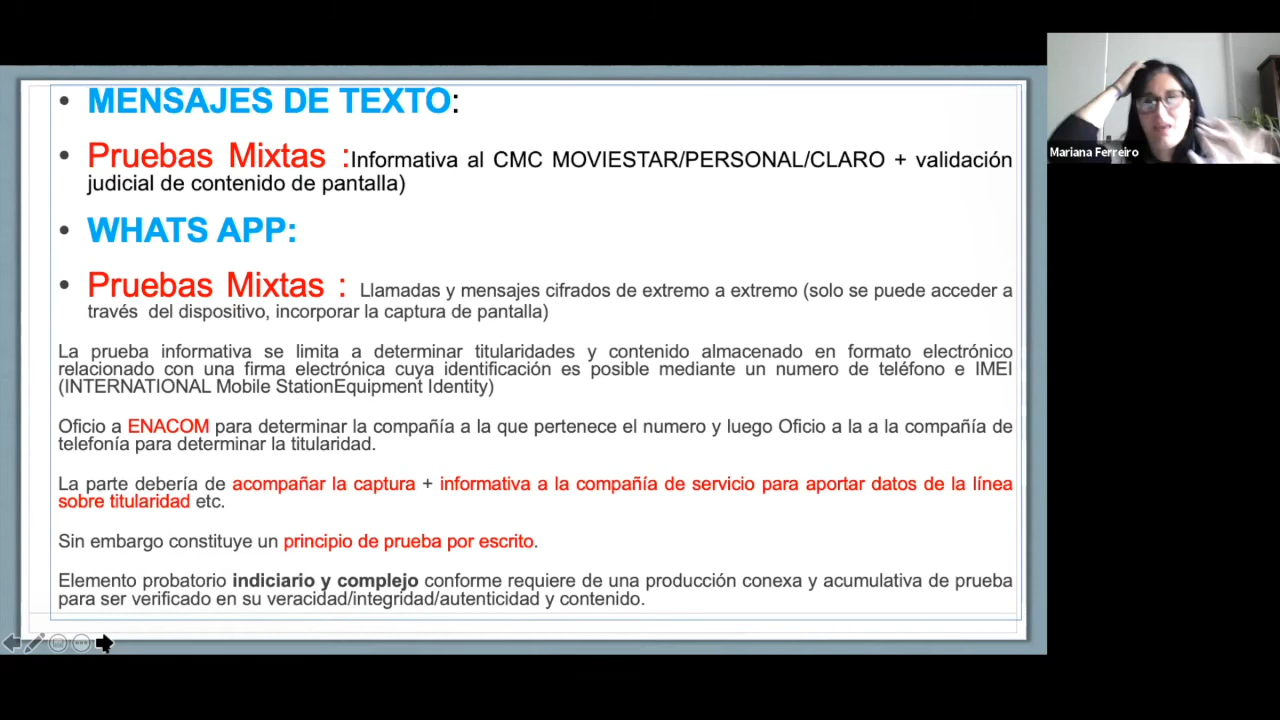 • MENSAJES DE TEXTO:
• Pruebas Mixtas :Informativa al CMC MOVIESTAR/PERSONAL/CLARO + validación
judicial de contenido de pantalla)
• WHATS APP:
• Pruebas Mixtas : Llamadas y mensajes cifrados de extremo a extremo (solo se puede acceder a
través del dispositivo, incorporar la captura de pantalla)
La prueba informativa se limita a determinar titularidades y contenido almacenado en formato electrónico
relacionado con una firma electrónica cuya identificación es posible mediante un numero de teléfono e IMEI
(INTERNATIONAL Mobile StationEquipment Identity)
Oficio a ENACOM para determinar la compañía a la que pertenece el numero y luego Oficio a la a la compañía de
telefonía para determinar la titularidad.
La parte debería de acompañar la captura + informativa a la compañía de servicio para aportar datos de la línea
sobre titularidad etc.
Sin embargo constituye un principio de prueba por escrito.
Elemento probatorio indiciario y complejo conforme requiere de una producción conexa y acumulativa de prueba
para ser verificado en su veracidad/integridad/autenticidad y contenido.
Mariana Ferreiro